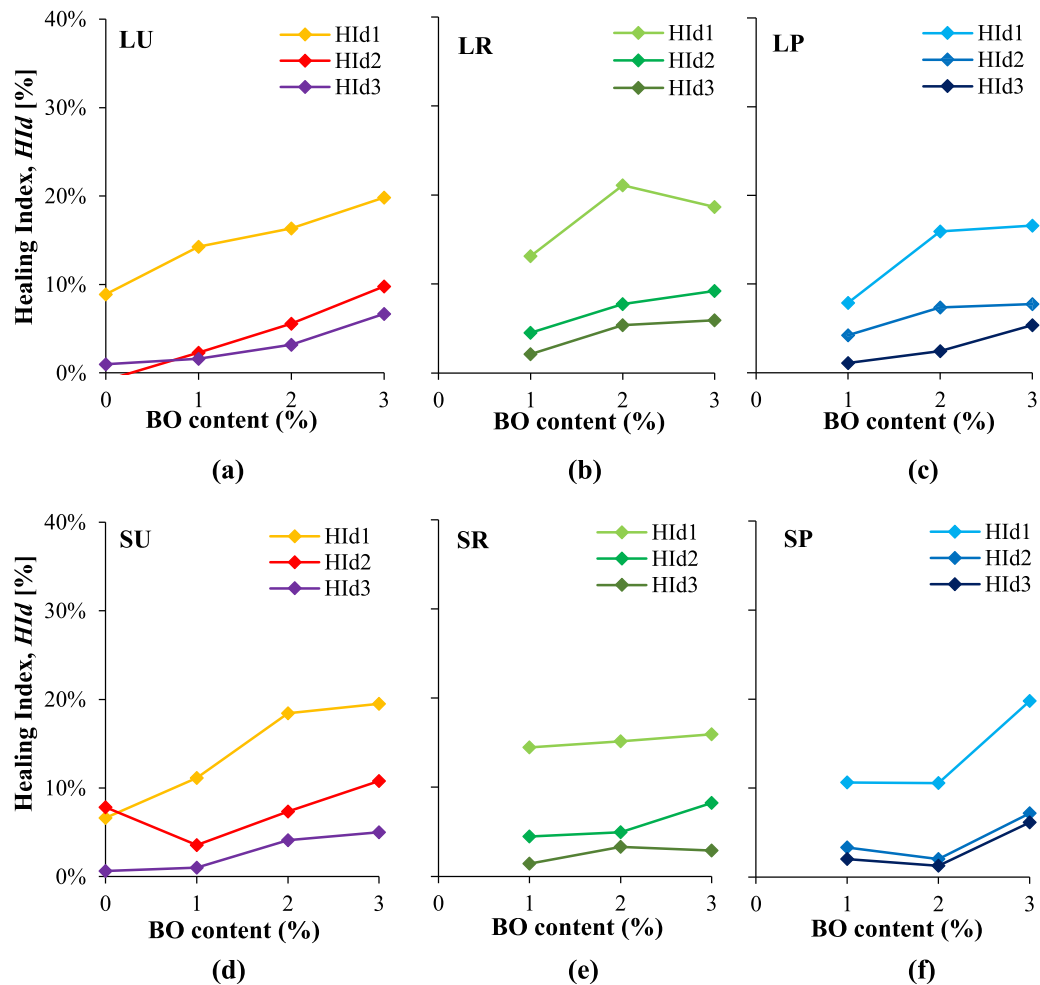 Healing Index, HId [%]
40%
30%
20%
10%
0%
LU
HId1
HId2
HId3
0 1 2 3
BO content (%)
(a)
LR
HId1
HId2
HId3
0 1 2 3
BO content (%)
(b)
LP
HId1
HId2
HId3
0 1 2 3
BO content (%)
(c)
Healing Index, HId [%]
40%
30%
20%
10%
0%
SU
HId1
HId2
HId3
0 1 2 3
BO content (%)
(d)
SR
HId1
HId2
HId3
0 1 2 3
BO content (%)
(e)
SP
HId1
HId2
HId3
0 1 2 3
BO content (%)
(f)